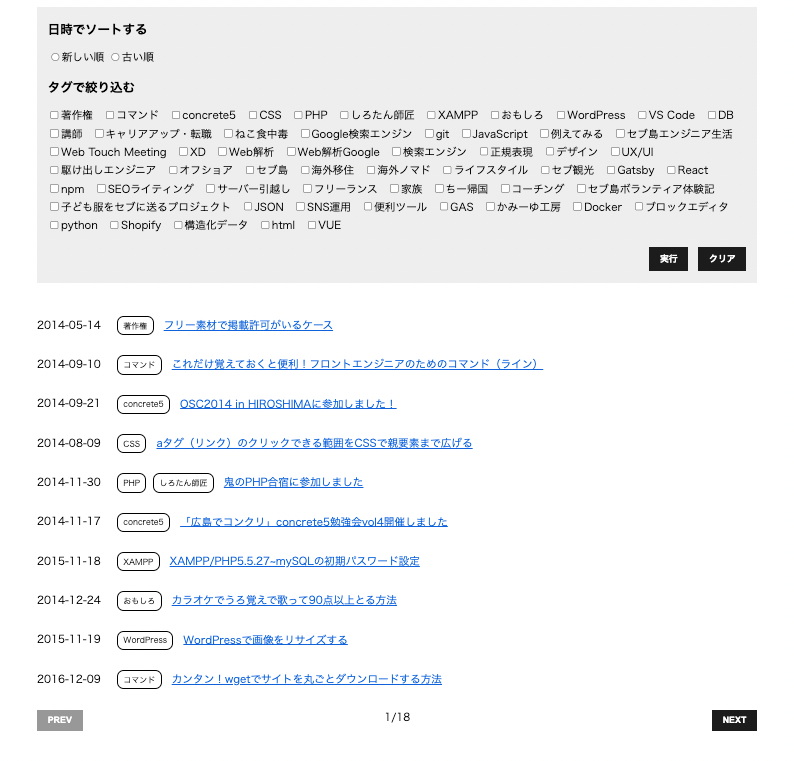 日時でソートする
新しい順 古い順
タグで絞り込む
著作権 コマンド concrete5 CSS PHP しろたん師匠 XAMPP おもしろ WordPress VS Code DB
講師 キャリアアップ・転職 ねこ食中毒 Google検索エンジン git JavaScript 例えてみる セブ島エンジニア生活
Web Touch Meeting XD Web解析 Web解析Google 検索エンジン 正規表現 デザイン UX/UI
駆け出しエンジニア オフショア セブ島 海外移住 海外ノマド ライフスタイル セブ観光 Gatsby React
npm SEOライティング サーバー引越し フリーランス 家族 ちー帰国 コーチング セブ島ボランティア体験記
子ども服をセブに送るプロジェクト JSON SNS運用 便利ツール GAS かみーゆ工房 Docker ブロックエディタ
python Shopify 構造化データ html VUE
実行 クリア
2014-05-14 著作権 フリー素材で掲載許可がいるケース
2014-09-10 コマンド これだけ覚えておくと便利！フロントエンジニアのためのコマンド（ライン）
2014-09-21 concrete5 OSC2014 in HIROSHIMAに参加しました！
2014-08-09 CSS aタグ（リンク）のクリックできる範囲をCSSで親要素まで広げる
2014-11-30 PHP しろたん師匠 鬼のPHP合宿に参加しました
2014-11-17 concrete5 「広島でコンクリ」concrete5勉強会vol4開催しました
2015-11-18 XAMPP XAMPP/PHP5.5.27~mySQLの初期パスワード設定
2014-12-24 おもしろ カラオケでうろ覚えで歌って90点以上とる方法
2015-11-19 WordPress WordPressで画像をリサイズする
2016-12-09 コマンド カンタン！wgetでサイトを丸ごとダウンロードする方法
PREV 1/18 NEXT